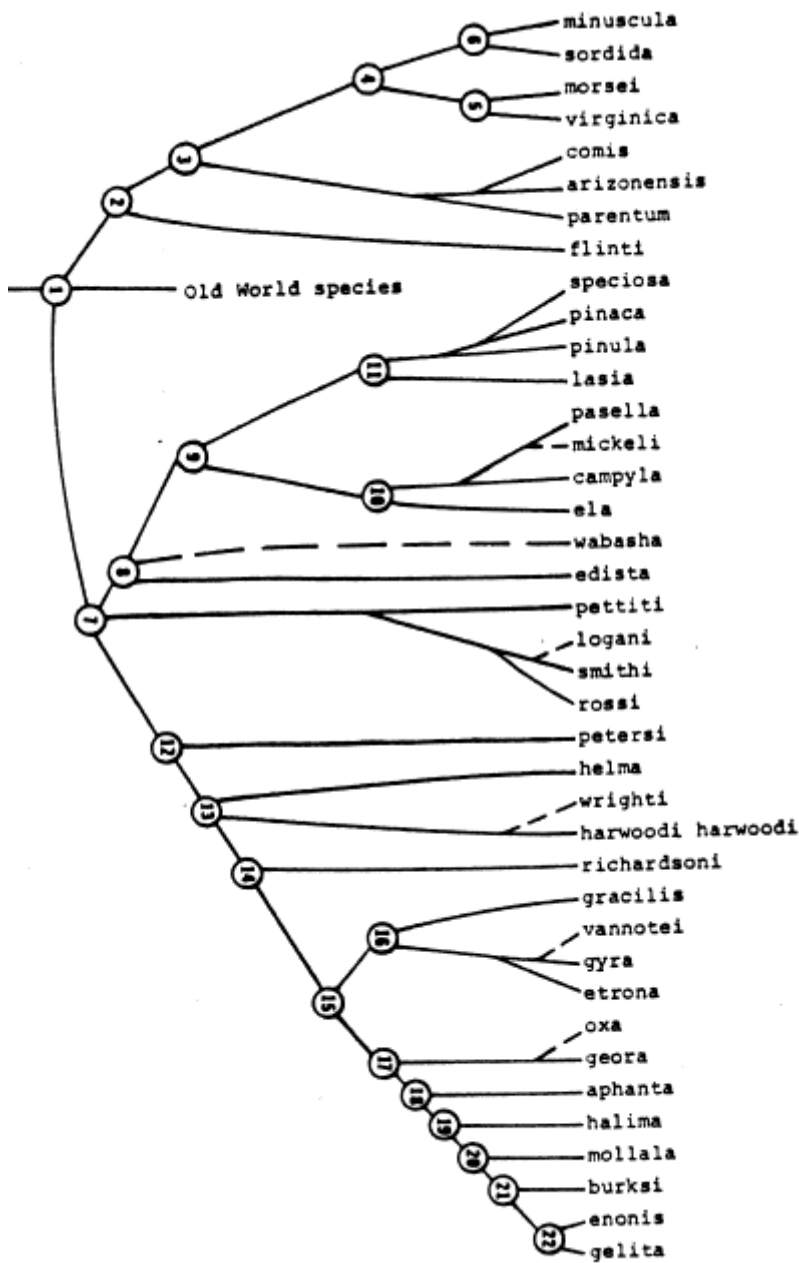 minuscula
6
sordida
4
morsei
5
virginica
comis
3
arizonensis
2
parentum
flinti
1
Old World species
speciosa
pinaca
pinula
11
lasia
pasella
9
mickeli
campyla
10
ela
wabasha
8
edista
pettiti
7
logani
smithi
rossi
petersi
12
helma
wrighti
13
harwoodi harwoodi
richardsoni
14
gracilis
vannotei
16
gyra
etrona
15
oxa
geora
17
aphanta
18
halima
19
mollala
20
burksi
21
enonis
22
gelita